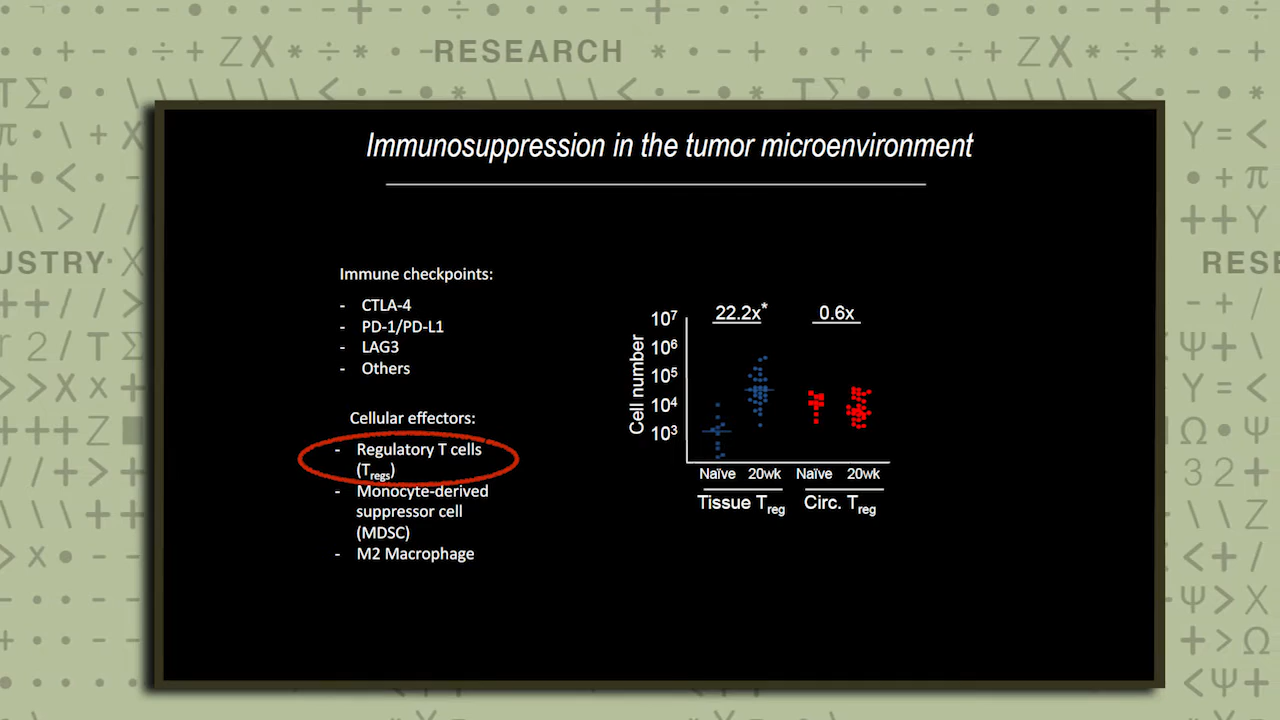 RESEARCH
USTRY
RESE
Immunosuppression in the tumor microenvironment
Immune checkpoints:
- CTLA-4
- PD-1/PD-L1
- LAG3
- Others
Cellular effectors:
- Regulatory T cells
(Tregs)
- Monocyte-derived
suppressor cell
(MDSC)
- M2 Macrophage
22.2x* 0.6x
Cell number
10⁷
10⁶
10⁵
10⁴
10³
Naïve 20wk Naïve 20wk
Tissue Treg Circ. Treg